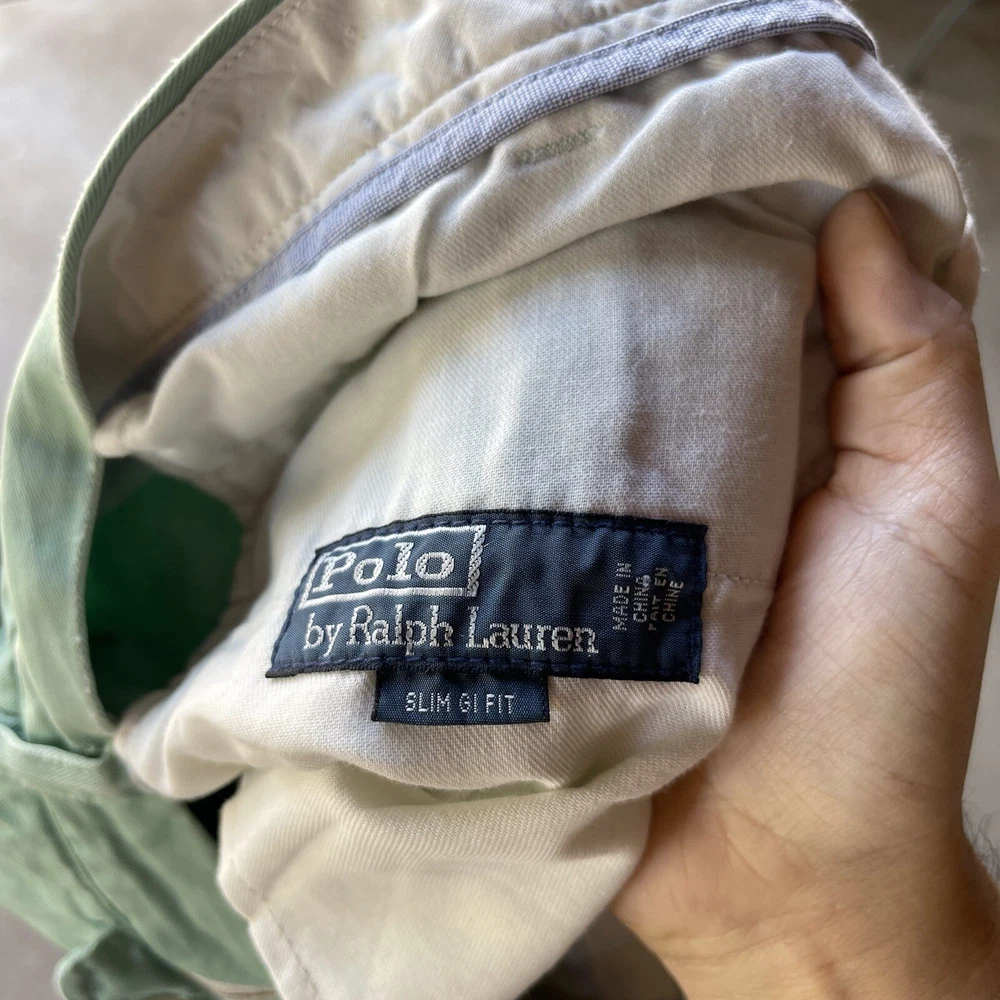 Polo
by Ralph Lauren
MADE IN
CHINA
FAIT EN
CHINE
SLIM GI FIT